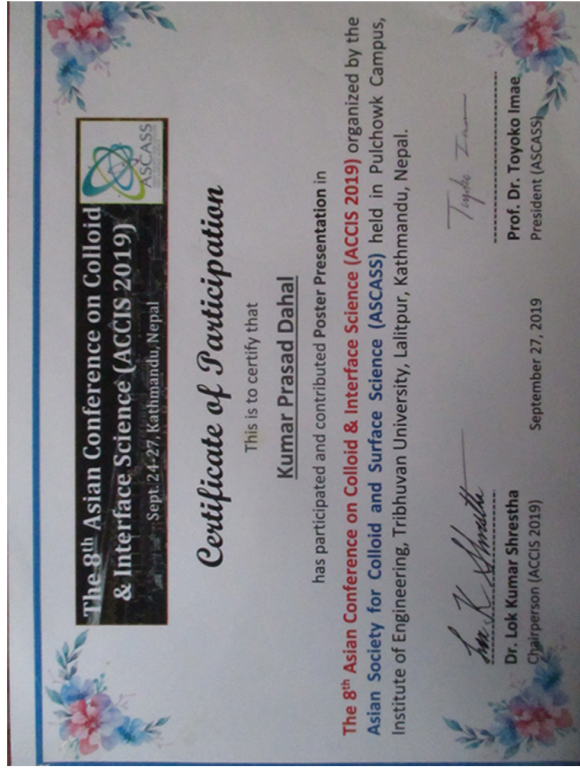 The 8th Asian Conference on Colloid
& Interface Science (ACCIS 2019)
Sept. 24-27, Kathmandu, Nepal
ASCASS
Certificate of Participation
This is to certify that
Kumar Prasad Dahal
has participated and contributed Poster Presentation in
The 8th Asian Conference on Colloid & Interface Science (ACCIS 2019) organized by the
Asian Society for Colloid and Surface Science (ASCASS) held in Pulchowk Campus,
Institute of Engineering, Tribhuvan University, Lalitpur, Kathmandu, Nepal.
Dr. Lok Kumar Shrestha
Chairperson (ACCIS 2019)
September 27, 2019
Prof. Dr. Toyoko Imae
President (ASCASS)